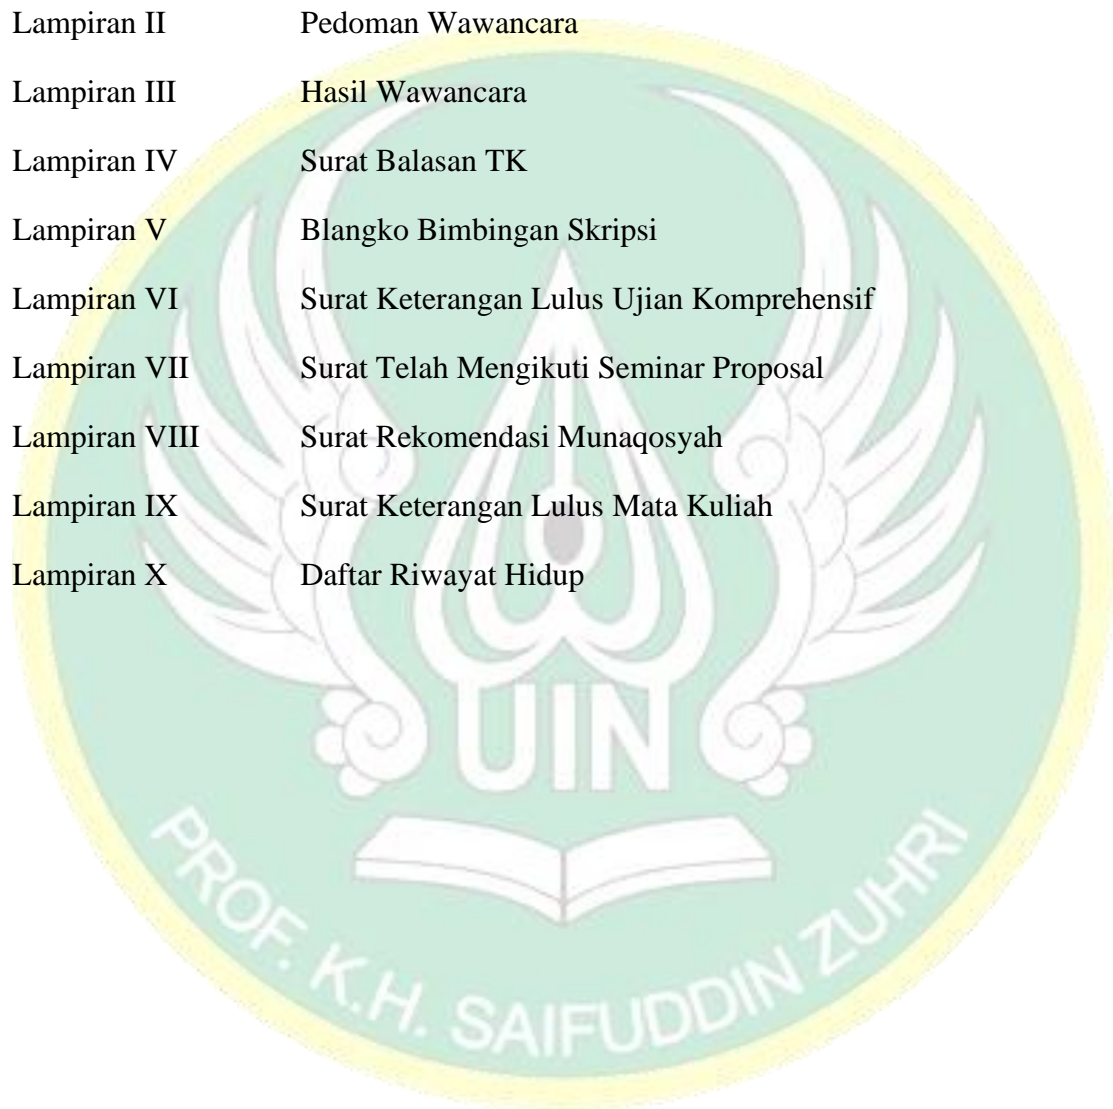 Lampiran II Pedoman Wawancara
Lampiran III Hasil Wawancara
Lampiran IV Surat Balasan TK
Lampiran V Blangko Bimbingan Skripsi
Lampiran VI Surat Keterangan Lulus Ujian Komprehensif
Lampiran VII Surat Telah Mengikuti Seminar Proposal
Lampiran VIII Surat Rekomendasi Munaqosyah
Lampiran IX Surat Keterangan Lulus Mata Kuliah
Lampiran X Daftar Riwayat Hidup
UIN
PROF. K.H. SAIFUDDIN ZUHRI